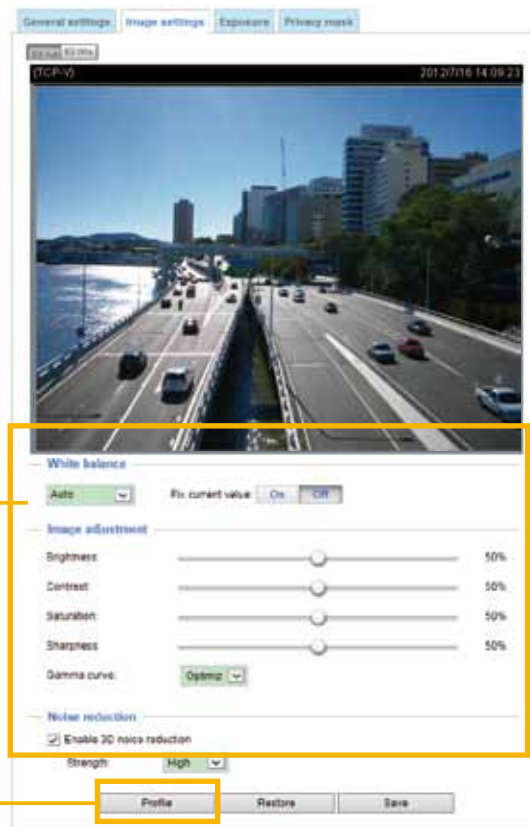 General settings Image settings Exposure Privacy mask
(TCP-V) 2012/7/16 14:09:23
White balance
Auto Fix current value: On Off
Image adjustment
Brightness: 50%
Contrast: 50%
Saturation: 50%
Sharpness: 50%
Gamma curve: Optimiz
Noise reduction
Enable 3D noise reduction
Strength: High
Profile Restore Save